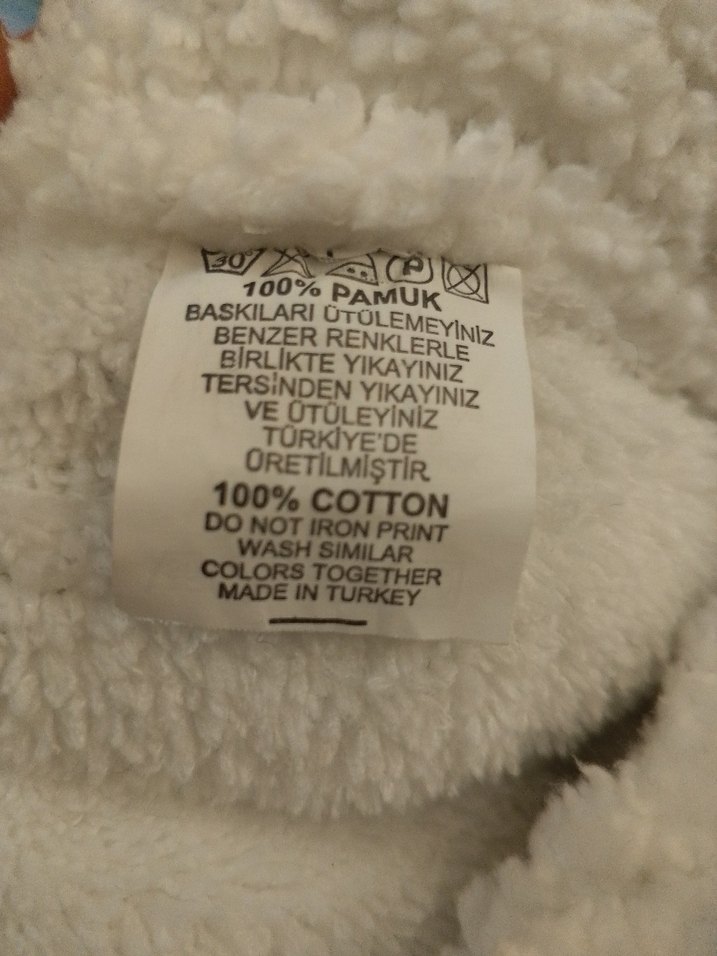 30°
P
100% PAMUK
BASKILARI ÜTÜLEMEYİNİZ
BENZER RENKLERLE
BİRLİKTE YIKAYINIZ
TERSİNDEN YIKAYINIZ
VE ÜTÜLEYİNİZ
TÜRKİYE'DE
ÜRETİLMİŞTİR
100% COTTON
DO NOT IRON PRINT
WASH SIMILAR
COLORS TOGETHER
MADE IN TURKEY